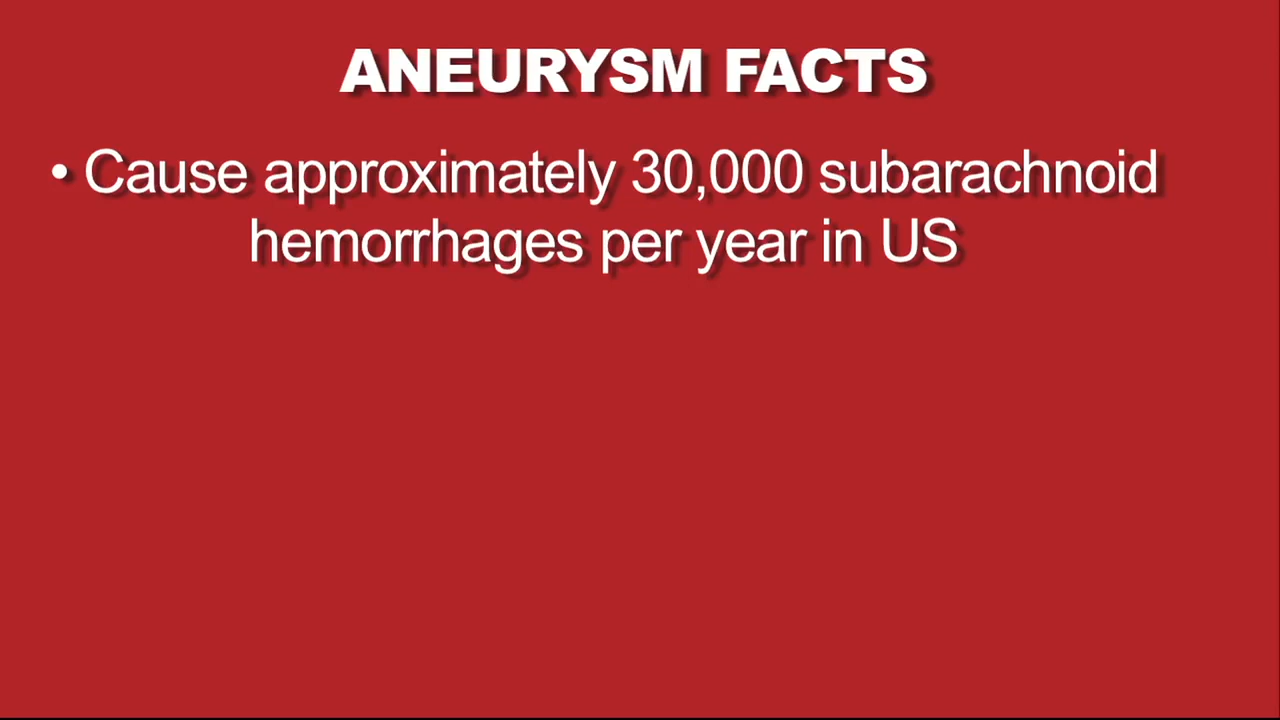 ANEURYSM FACTS
• Cause approximately 30,000 subarachnoid
hemorrhages per year in US